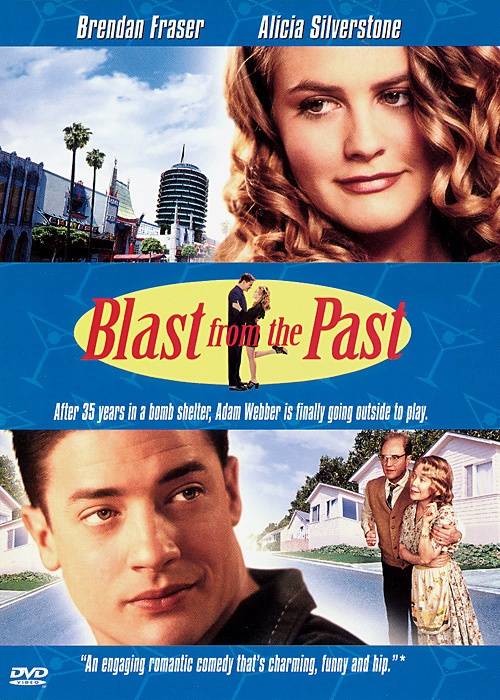 Brendan Fraser Alicia Silverstone
Blast from the Past
After 35 years in a bomb shelter, Adam Webber is finally going outside to play.
DVD
VIDEO
"An engaging romantic comedy that's charming, funny and hip."*